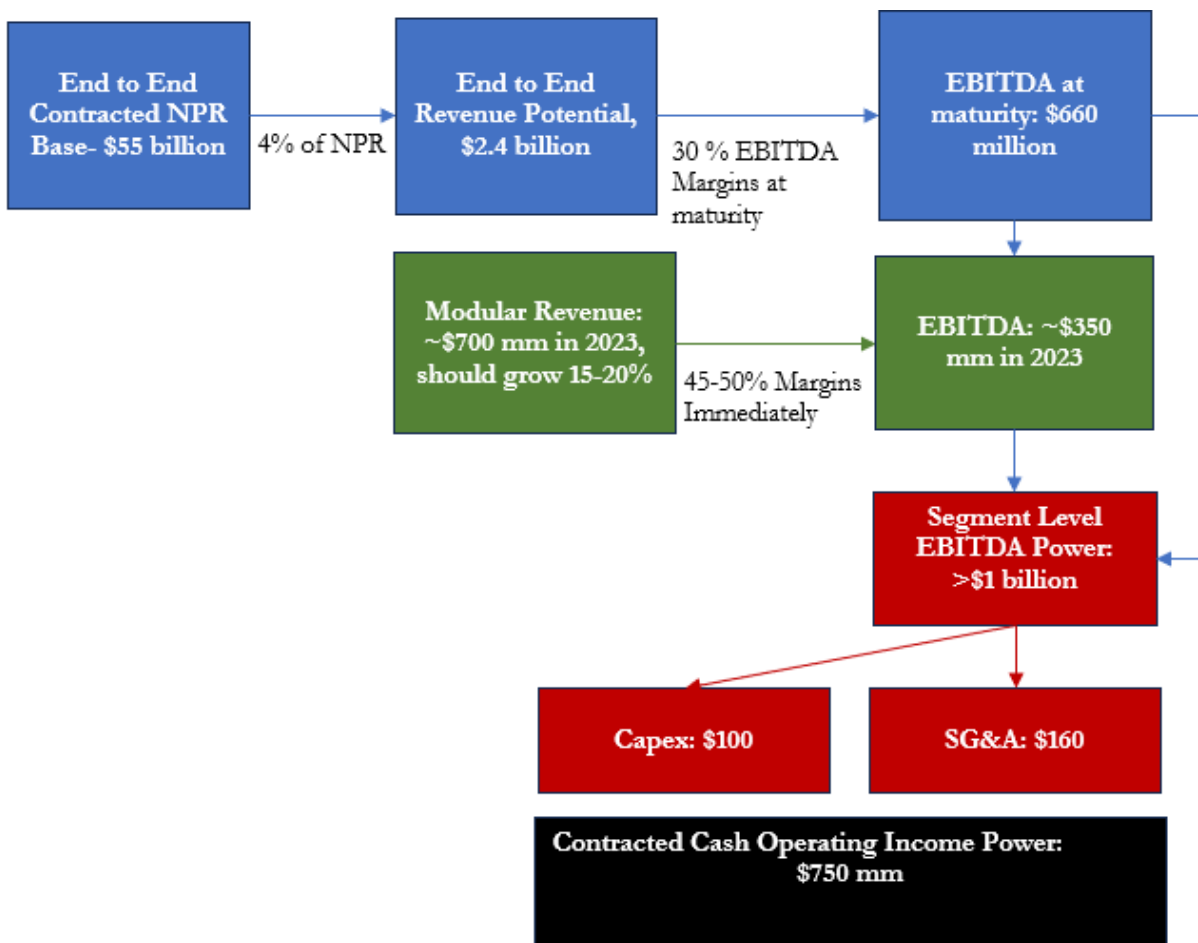 End to End
Contracted NPR
Base- $55 billion
4% of NPR
End to End
Revenue Potential,
$2.4 billion
30 % EBITDA
Margins at
maturity
EBITDA at
maturity: $660
million
Modular Revenue:
~$700 mm in 2023,
should grow 15-20%
45-50% Margins
Immediately
EBITDA: ~$350
mm in 2023
Segment Level
EBITDA Power:
>$1 billion
Capex: $100
SG&A: $160
Contracted Cash Operating Income Power:
$750 mm